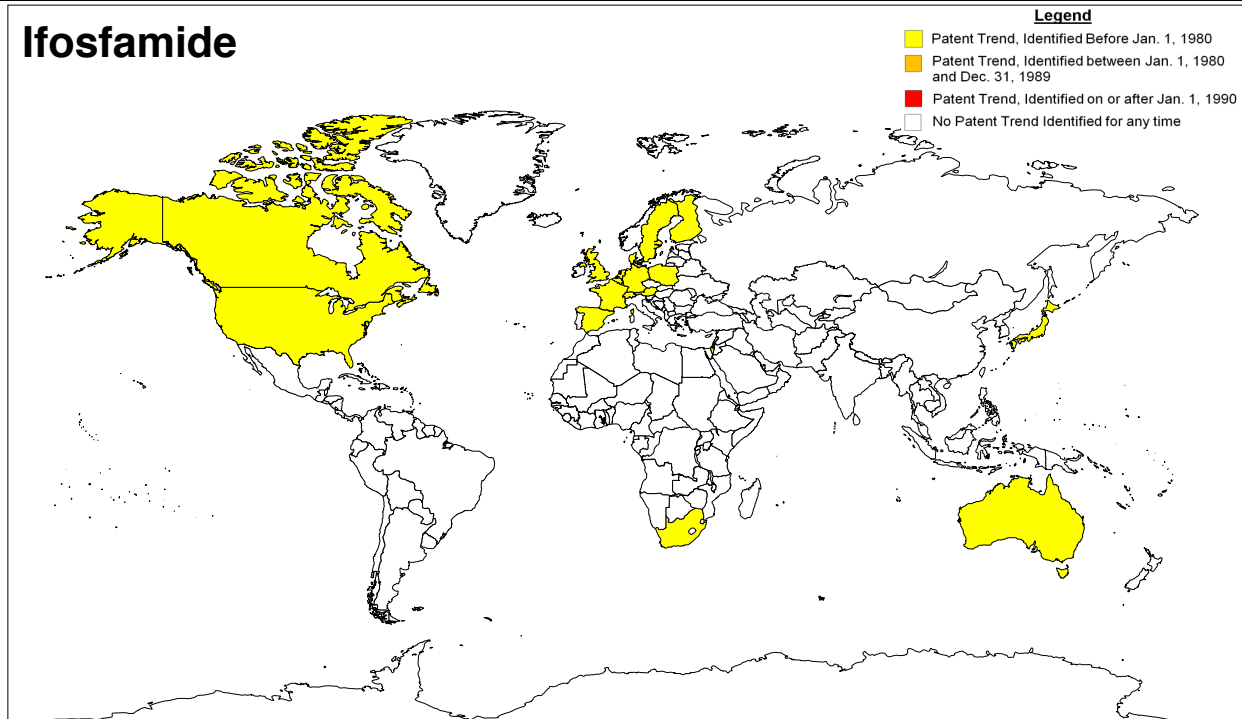 Ifosfamide
Legend
Patent Trend, Identified Before Jan. 1, 1980
Patent Trend, Identified between Jan. 1, 1980
and Dec. 31, 1989
Patent Trend, Identified on or after Jan. 1, 1990
No Patent Trend Identified for any time